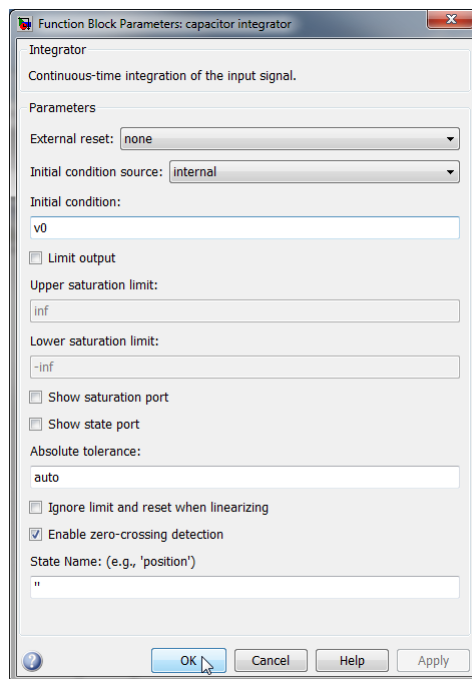 Function Block Parameters: capacitor integrator
Integrator
Continuous-time integration of the input signal.
Parameters
External reset: none
Initial condition source: internal
Initial condition:
v0
Limit output
Upper saturation limit:
inf
Lower saturation limit:
-inf
Show saturation port
Show state port
Absolute tolerance:
auto
Ignore limit and reset when linearizing
Enable zero-crossing detection
State Name: (e.g., 'position')
''
OK Cancel Help Apply